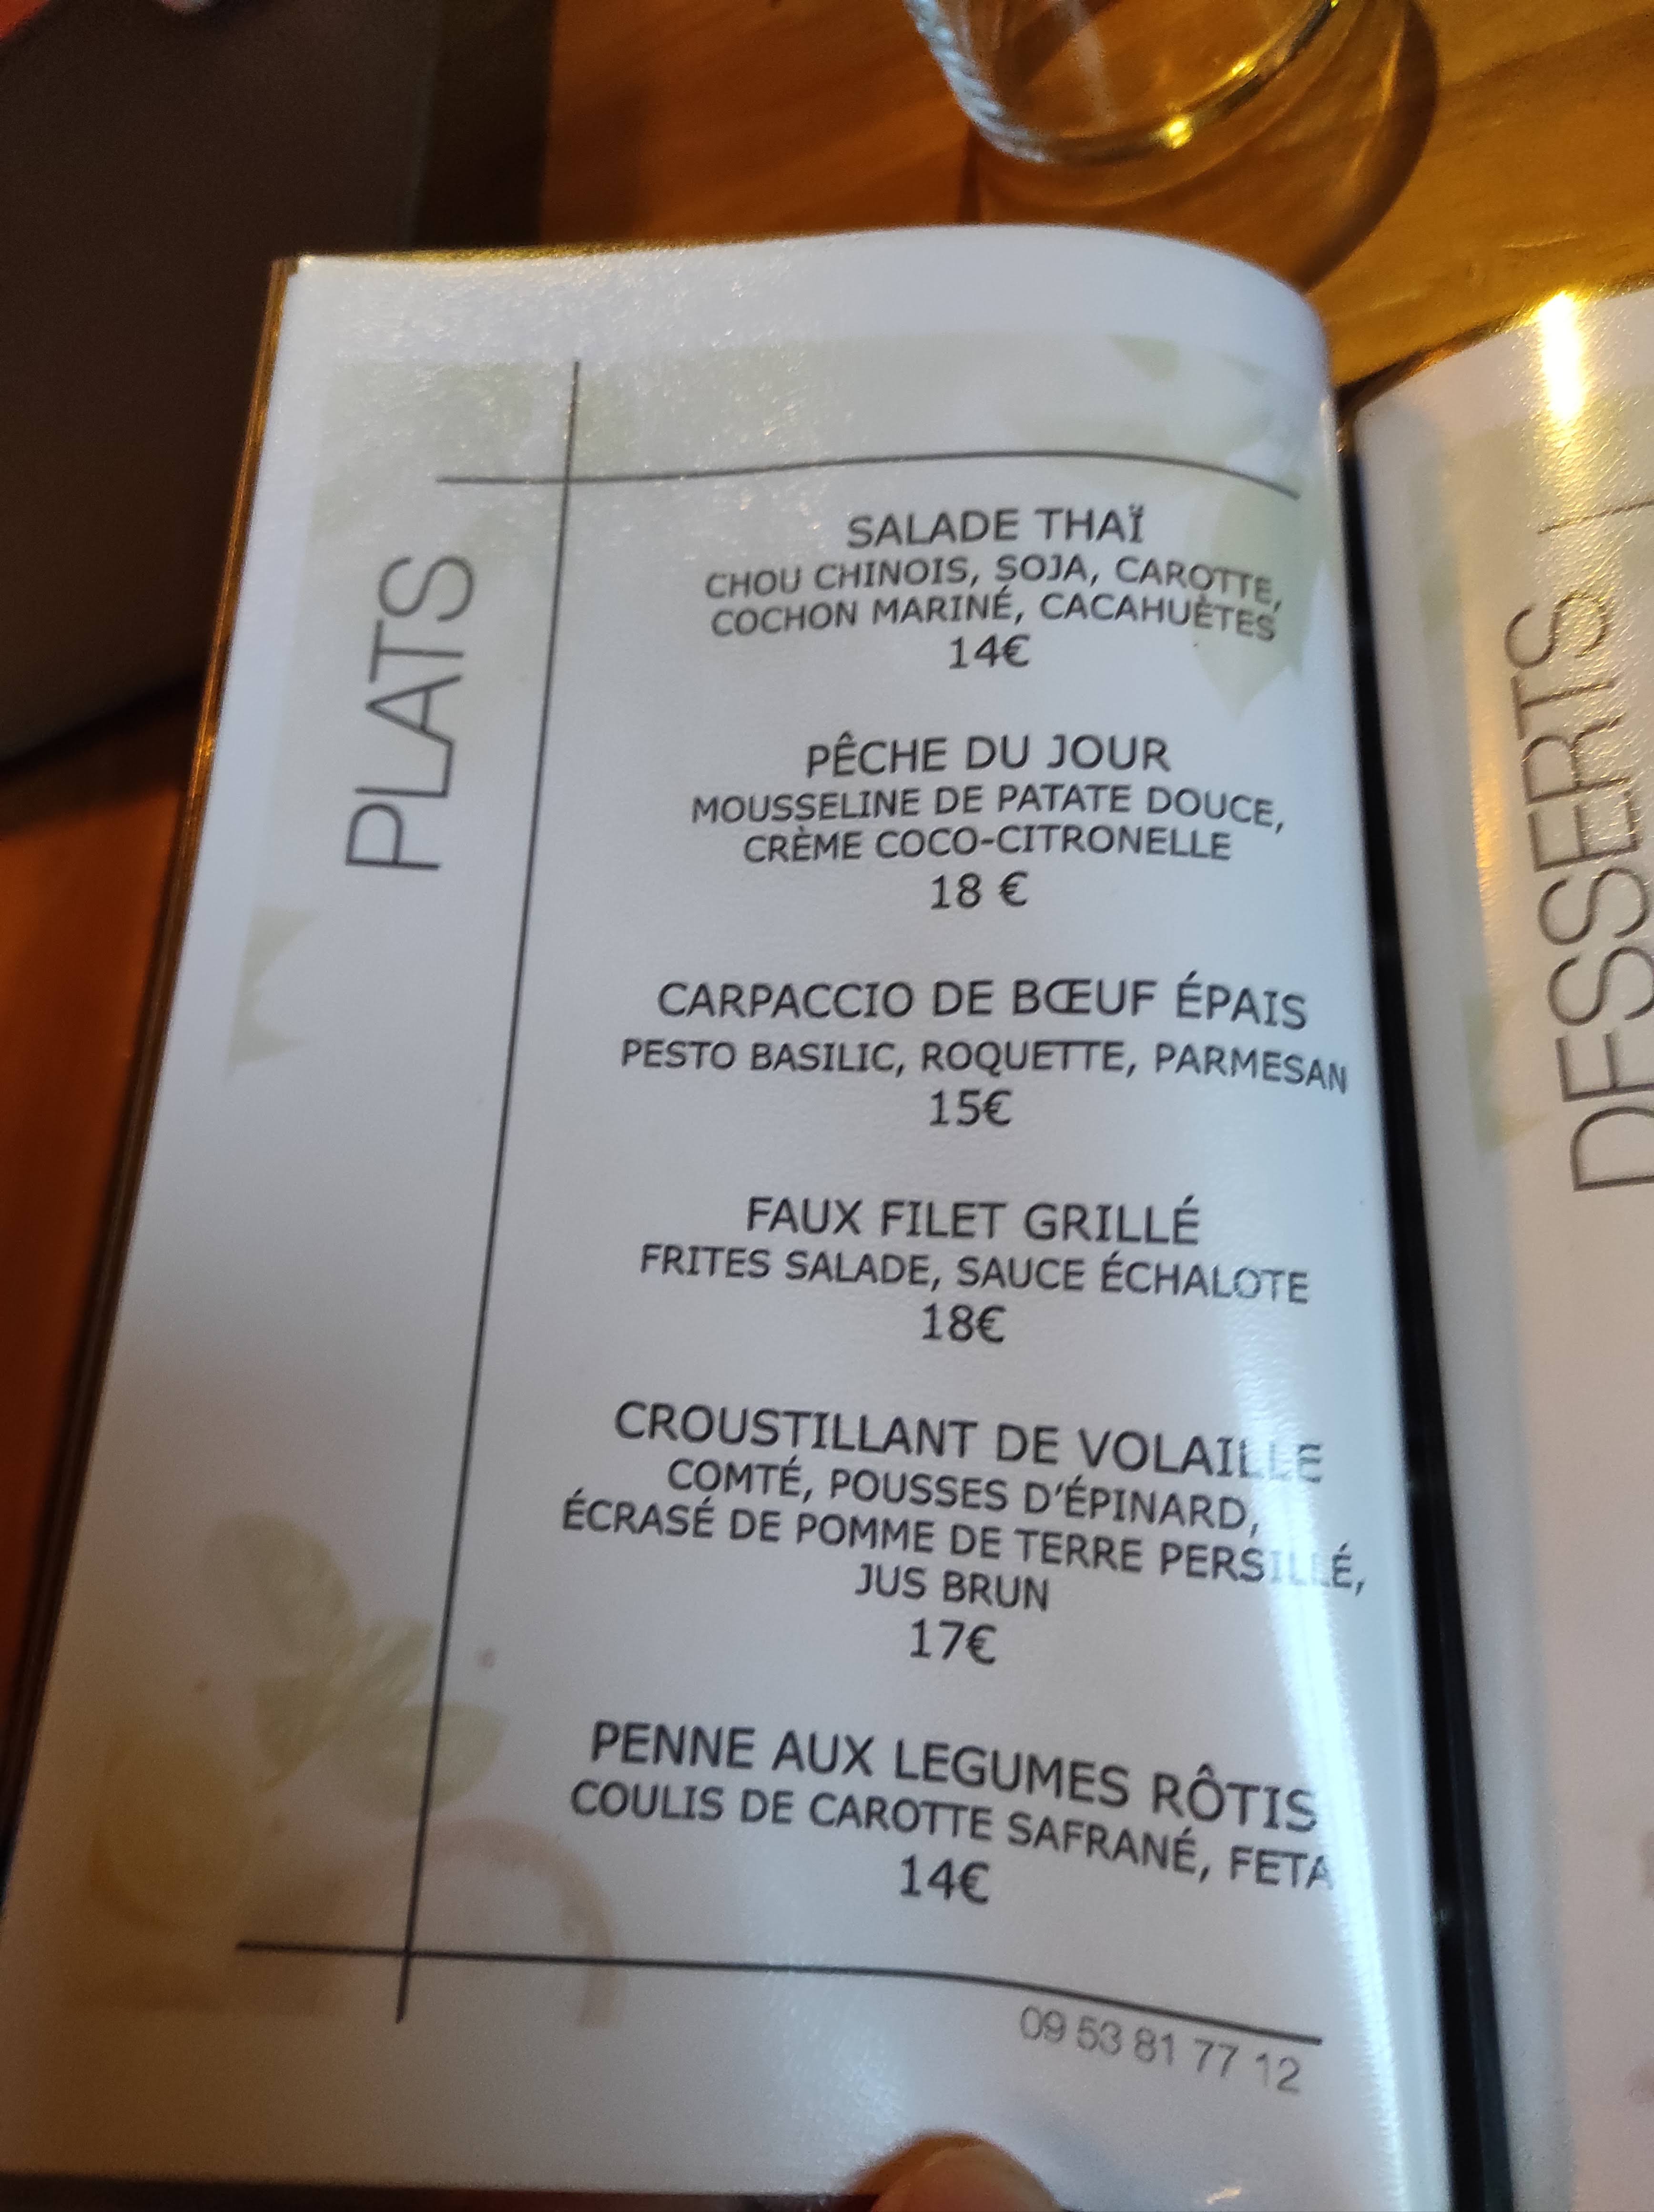 PLATS
SALADE THAÏ
CHOU CHINOIS, SOJA, CAROTTE,
COCHON MARINÉ, CACAHUÈTES
14€
PÊCHE DU JOUR
MOUSSELINE DE PATATE DOUCE,
CRÈME COCO-CITRONELLE
18 €
CARPACCIO DE BŒUF ÉPAIS
PESTO BASILIC, ROQUETTE, PARMESAN
15€
FAUX FILET GRILLÉ
FRITES SALADE, SAUCE ÉCHALOTE
18€
CROUSTILLANT DE VOLAILLE
COMTÉ, POUSSES D'ÉPINARD,
ÉCRASÉ DE POMME DE TERRE PERSILLÉ,
JUS BRUN
17€
PENNE AUX LEGUMES RÔTIS
COULIS DE CAROTTE SAFRANÉ, FETA
14€
09 53 81 77 12
DESSERTS